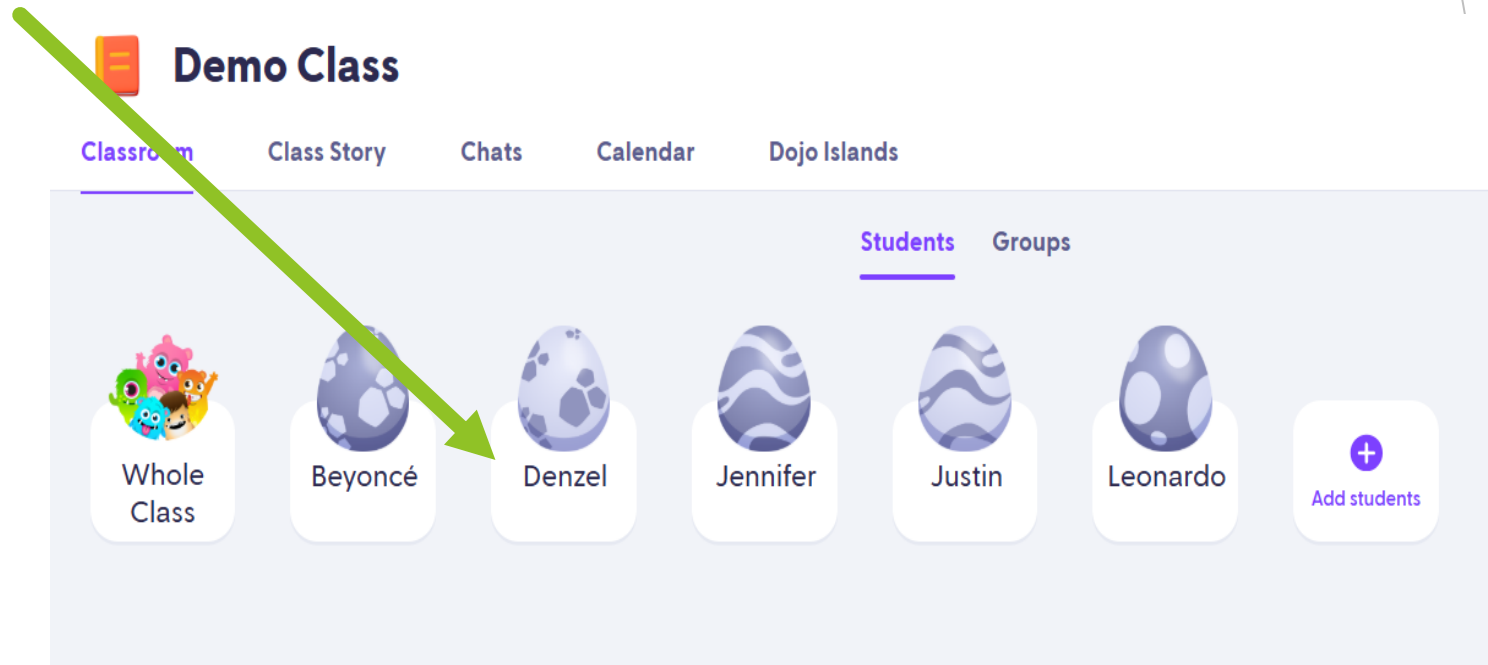 Demo Class
Classroom Class Story Chats Calendar Dojo Islands
Students Groups
Whole Class
Beyoncé
Denzel
Jennifer
Justin
Leonardo
Add students